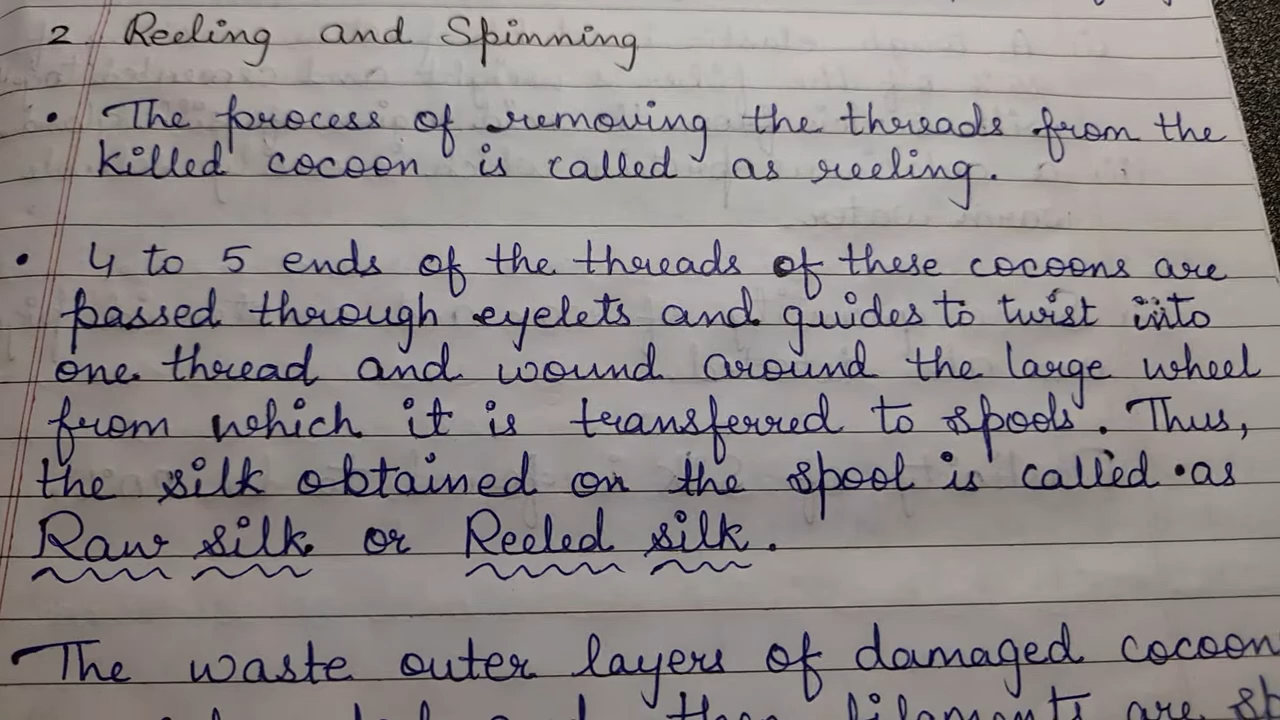 2 Reeling and Spinning
• The process of removing the threads from the
killed cocoon is called as reeling.
• 4 to 5 ends of the threads of these cocoons are
passed through eyelets and guides to twist into
one thread and wound around the large wheel
from which it is transferred to spools. Thus,
the silk obtained on the spool is called as
Raw silk or Reeled silk.
The waste outer layers of damaged cocoon
filaments are